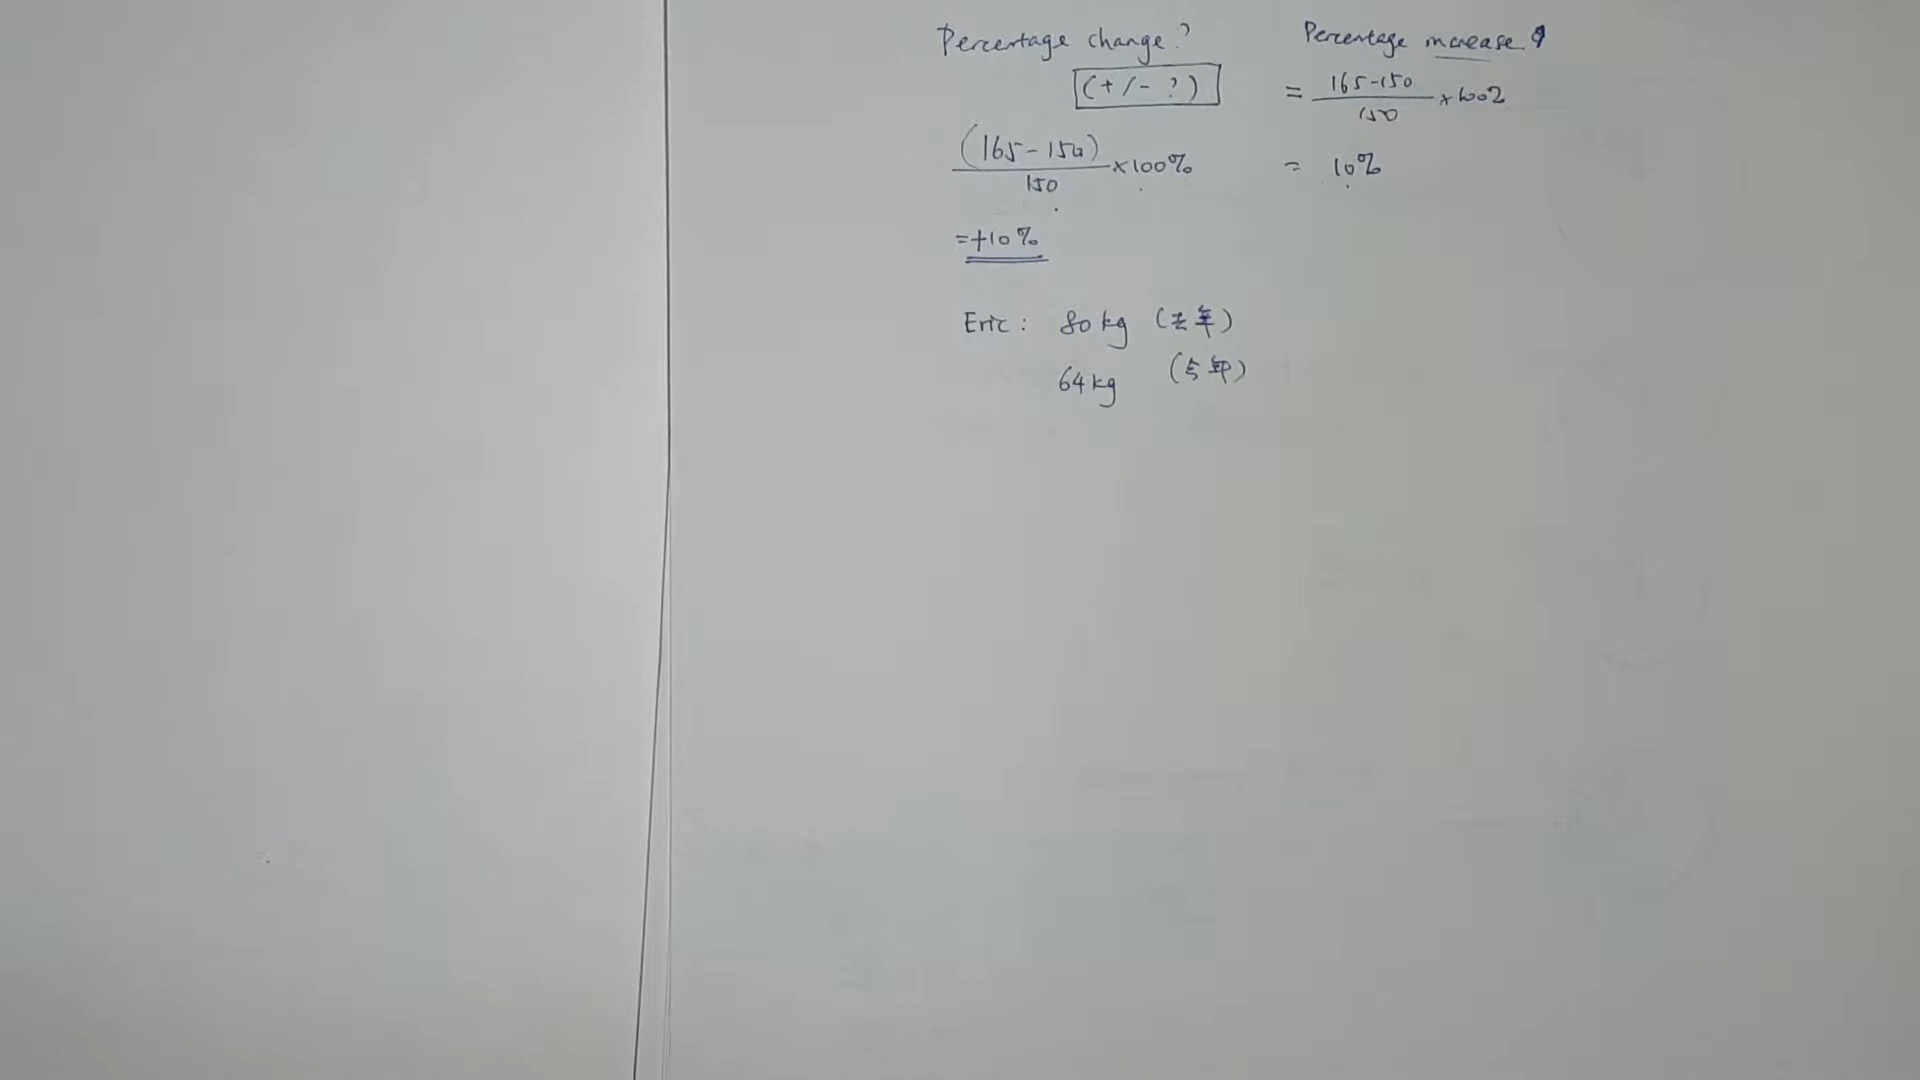 Percentage change?
(+/- ?)
(165-150)/150 ×100%
=+10%
Percentage increase?
= 165-150/150 ×100%
= 10%
Eric: 80kg (去年)
64kg (今年)